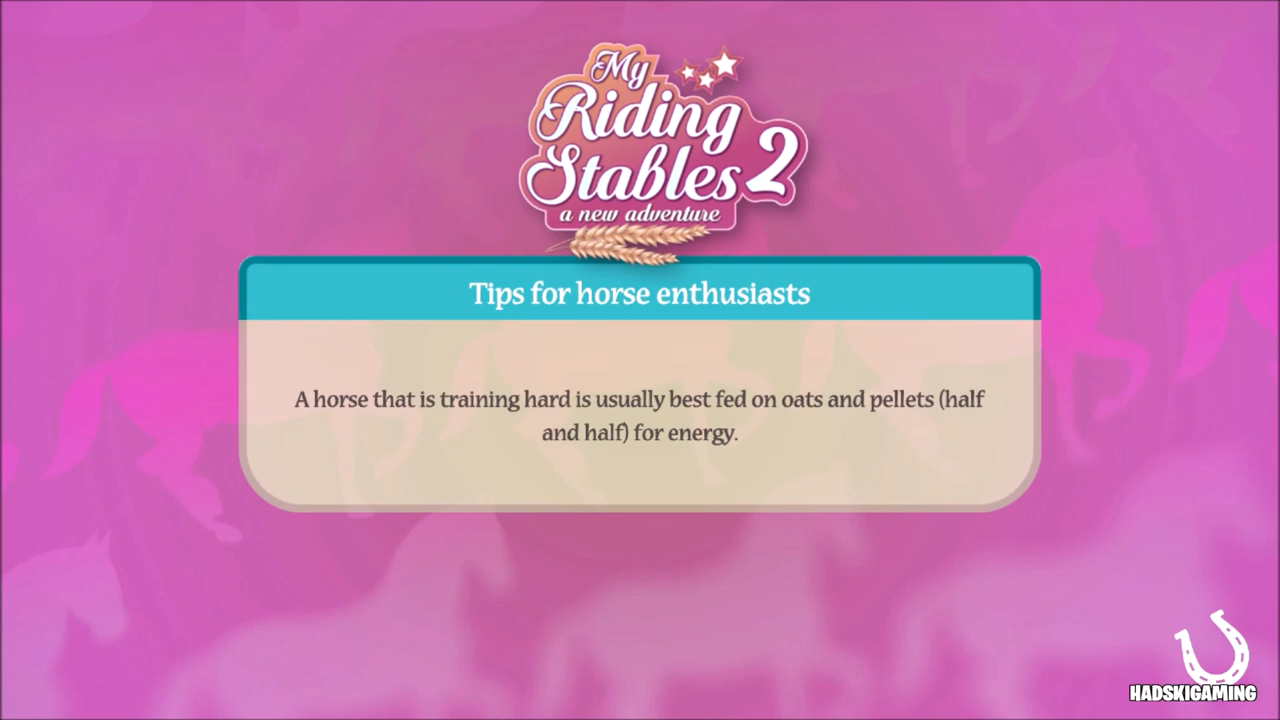 My
Riding
Stables 2
a new adventure
Tips for horse enthusiasts
A horse that is training hard is usually best fed on oats and pellets (half
and half) for energy.
HADSKIGAMING